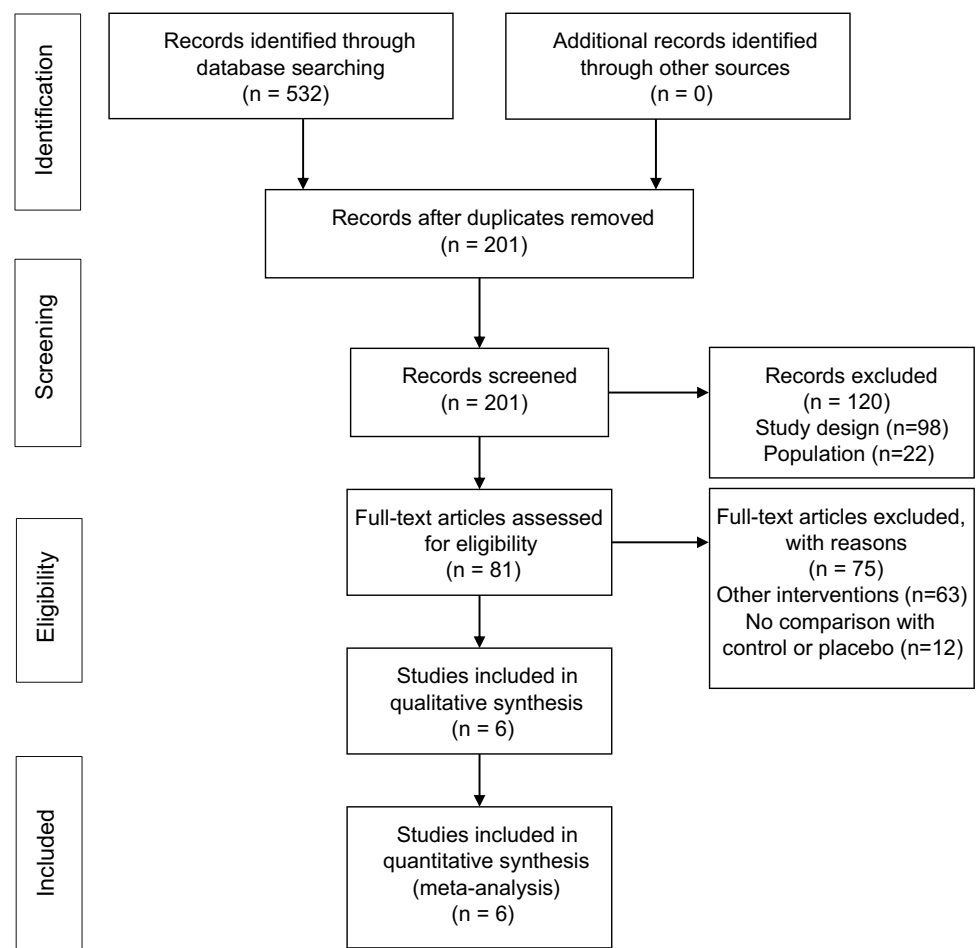 Identification
Records identified through
database searching
(n = 532)
Additional records identified
through other sources
(n = 0)
Records after duplicates removed
(n = 201)
Screening
Records screened
(n = 201)
Records excluded
(n = 120)
Study design (n=98)
Population (n=22)
Eligibility
Full-text articles assessed
for eligibility
(n = 81)
Full-text articles excluded,
with reasons
(n = 75)
Other interventions (n=63)
No comparison with
control or placebo (n=12)
Studies included in
qualitative synthesis
(n = 6)
Included
Studies included in
quantitative synthesis
(meta-analysis)
(n = 6)